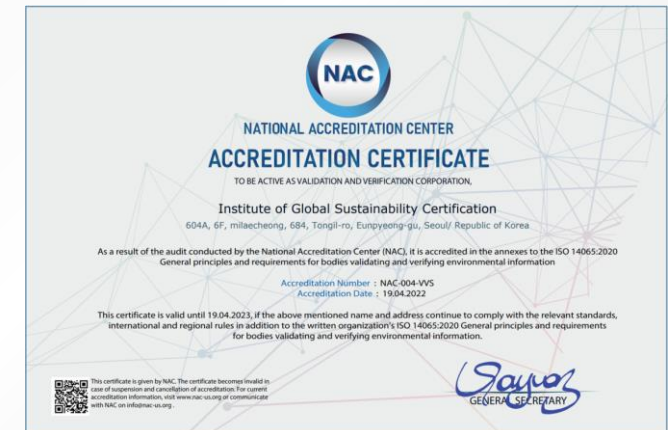 NAC
NATIONAL ACCREDITATION CENTER
ACCREDITATION CERTIFICATE
TO BE ACTIVE AS VALIDATION AND VERIFICATION CORPORATION,
Institute of Global Sustainability Certification
604A, 6F, milaecheong, 684, Tongil-ro, Eunpyeong-gu, Seoul/ Republic of Korea
As a result of the audit conducted by the National Accreditation Center (NAC), it is accredited in the annexes to the ISO 14065:2020
General principles and requirements for bodies validating and verifying environmental information
Accreditation Number : NAC-004-VVS
Accreditation Date : 19.04.2022
This certificate is valid until 19.04.2023, if the above mentioned name and address continue to comply with the relevant standards,
international and regional rules in addition to the written organization's ISO 14065:2020 General principles and requirements
for bodies validating and verifying environmental information.
This certificate is given by NAC. The certificate becomes invalid in
case of suspension and cancellation of accreditation. For current
accreditation information, visit www.nac-us.org or communicate
with NAC on info@nac-us.org .
GENERAL SECRETARY